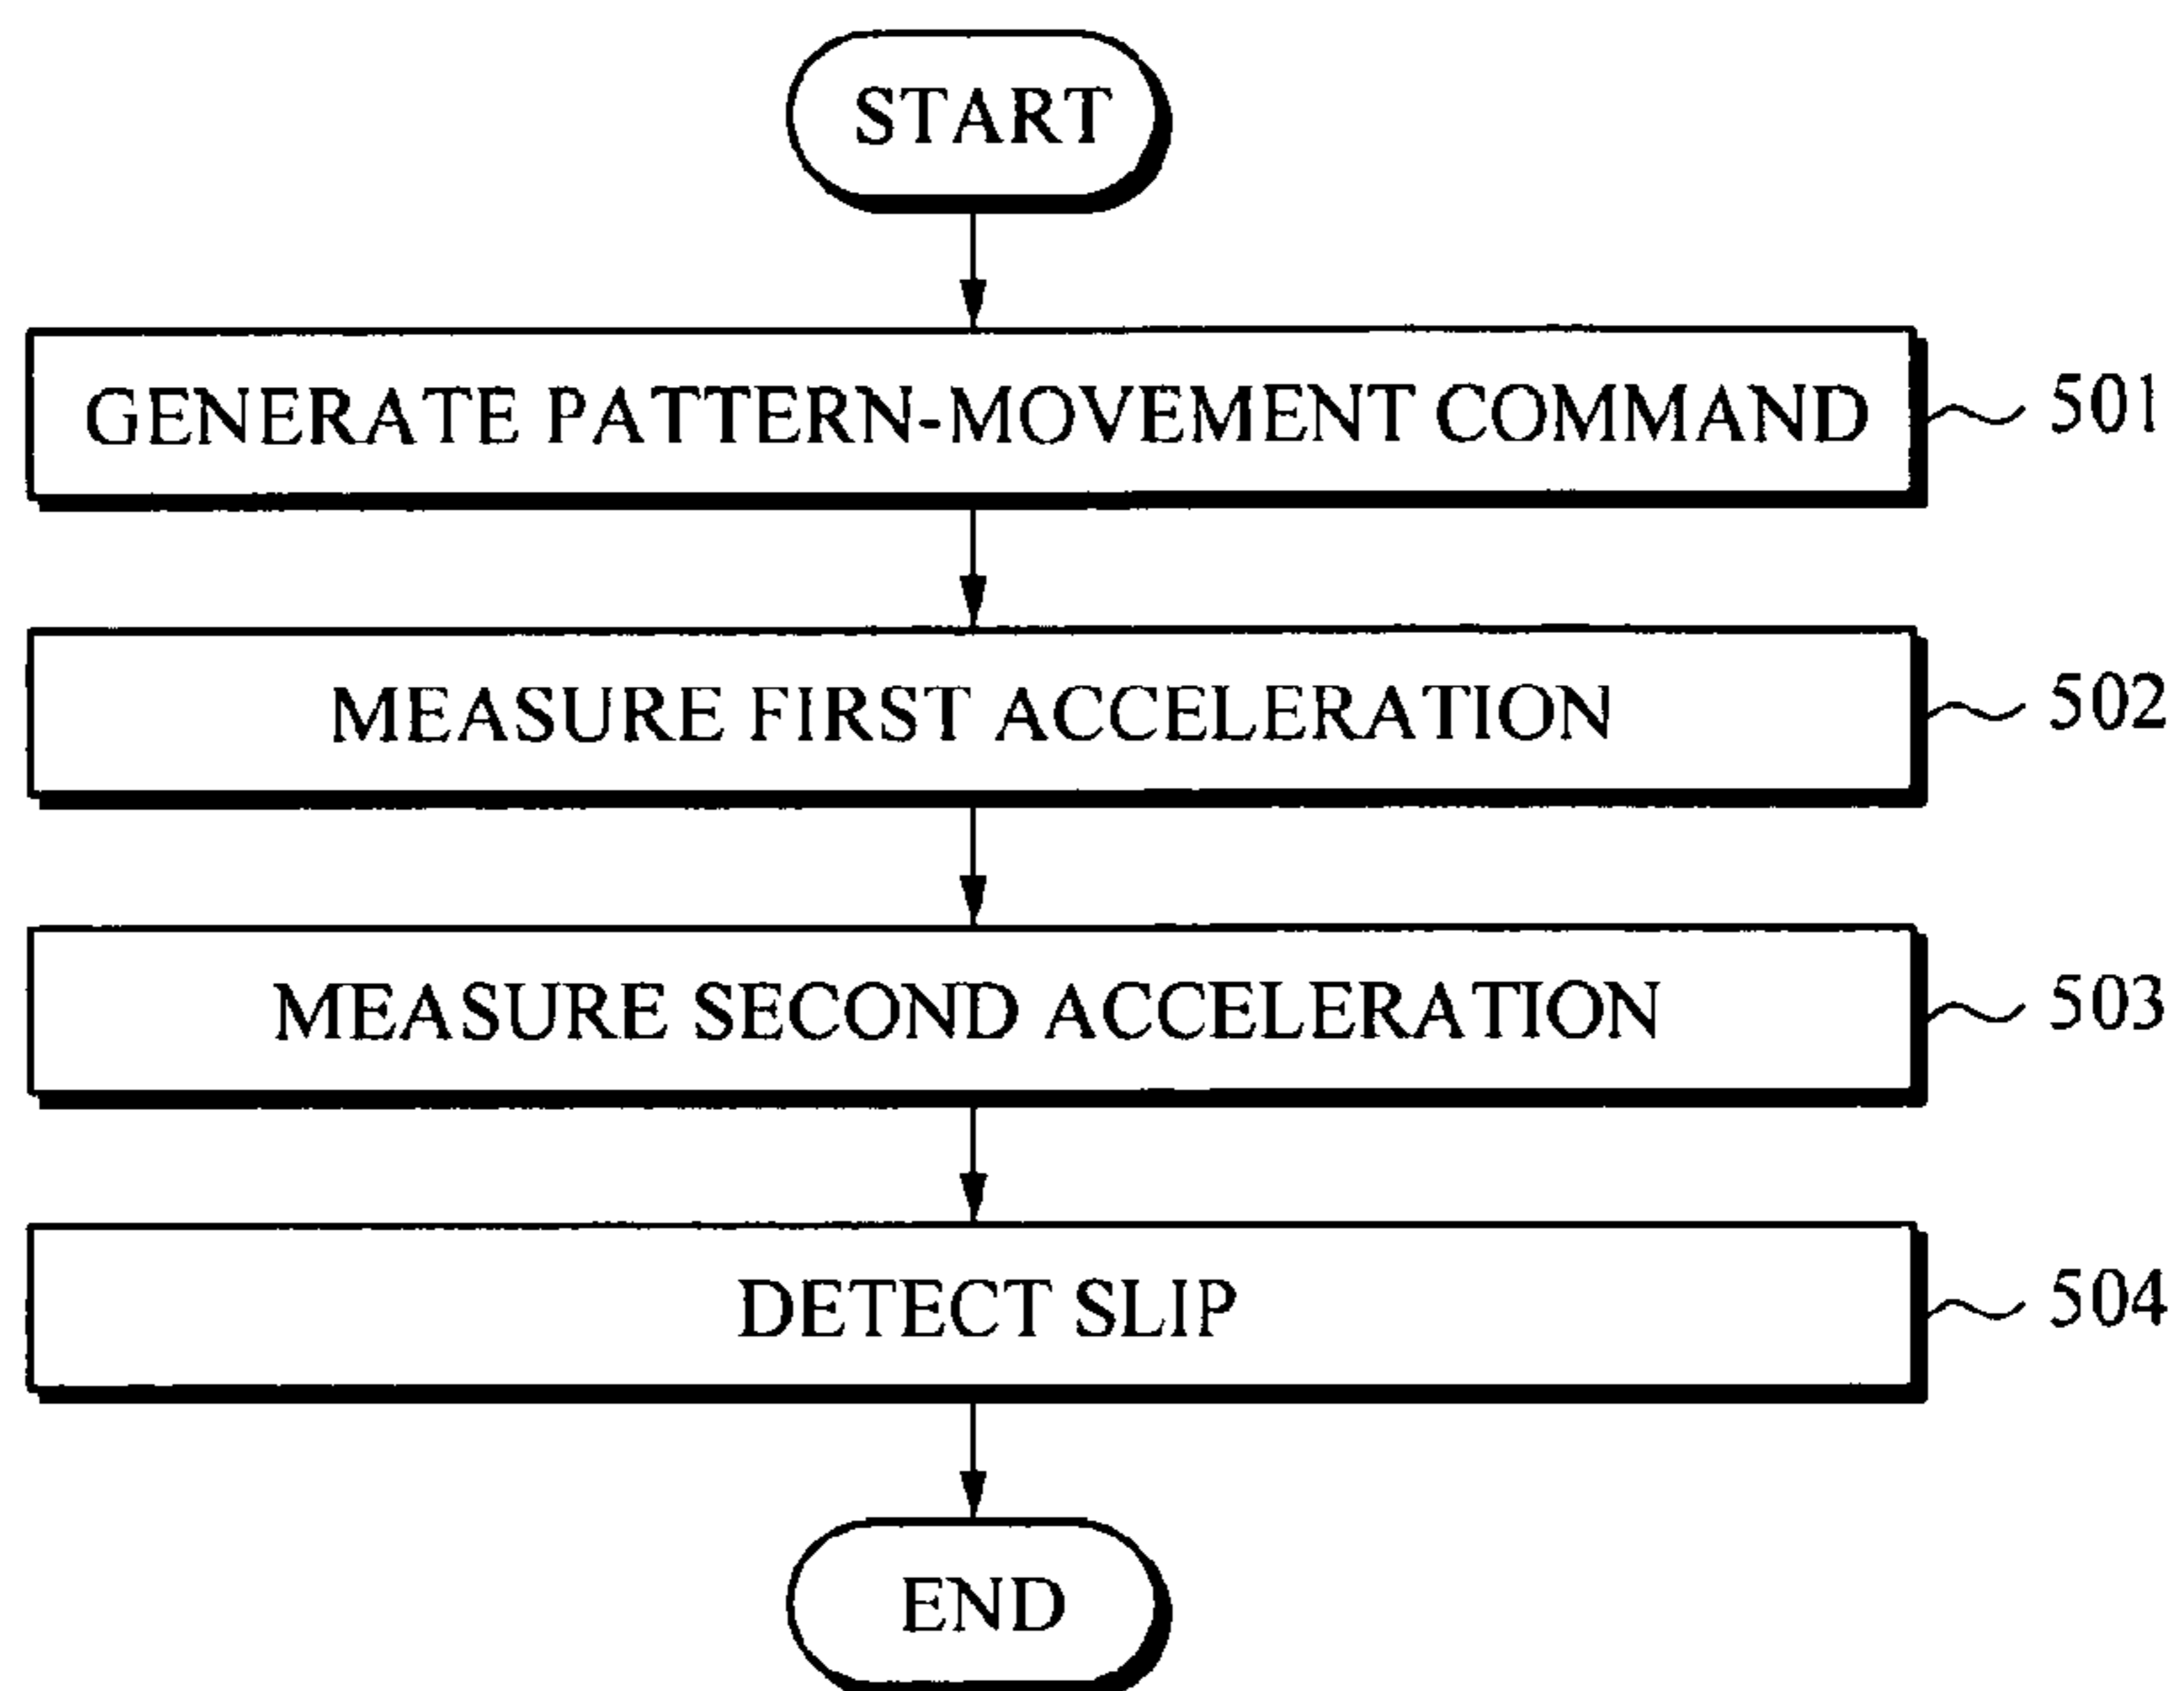 START
GENERATE PATTERN-MOVEMENT COMMAND 501
MEASURE FIRST ACCELERATION 502
MEASURE SECOND ACCELERATION 503
DETECT SLIP 504
END